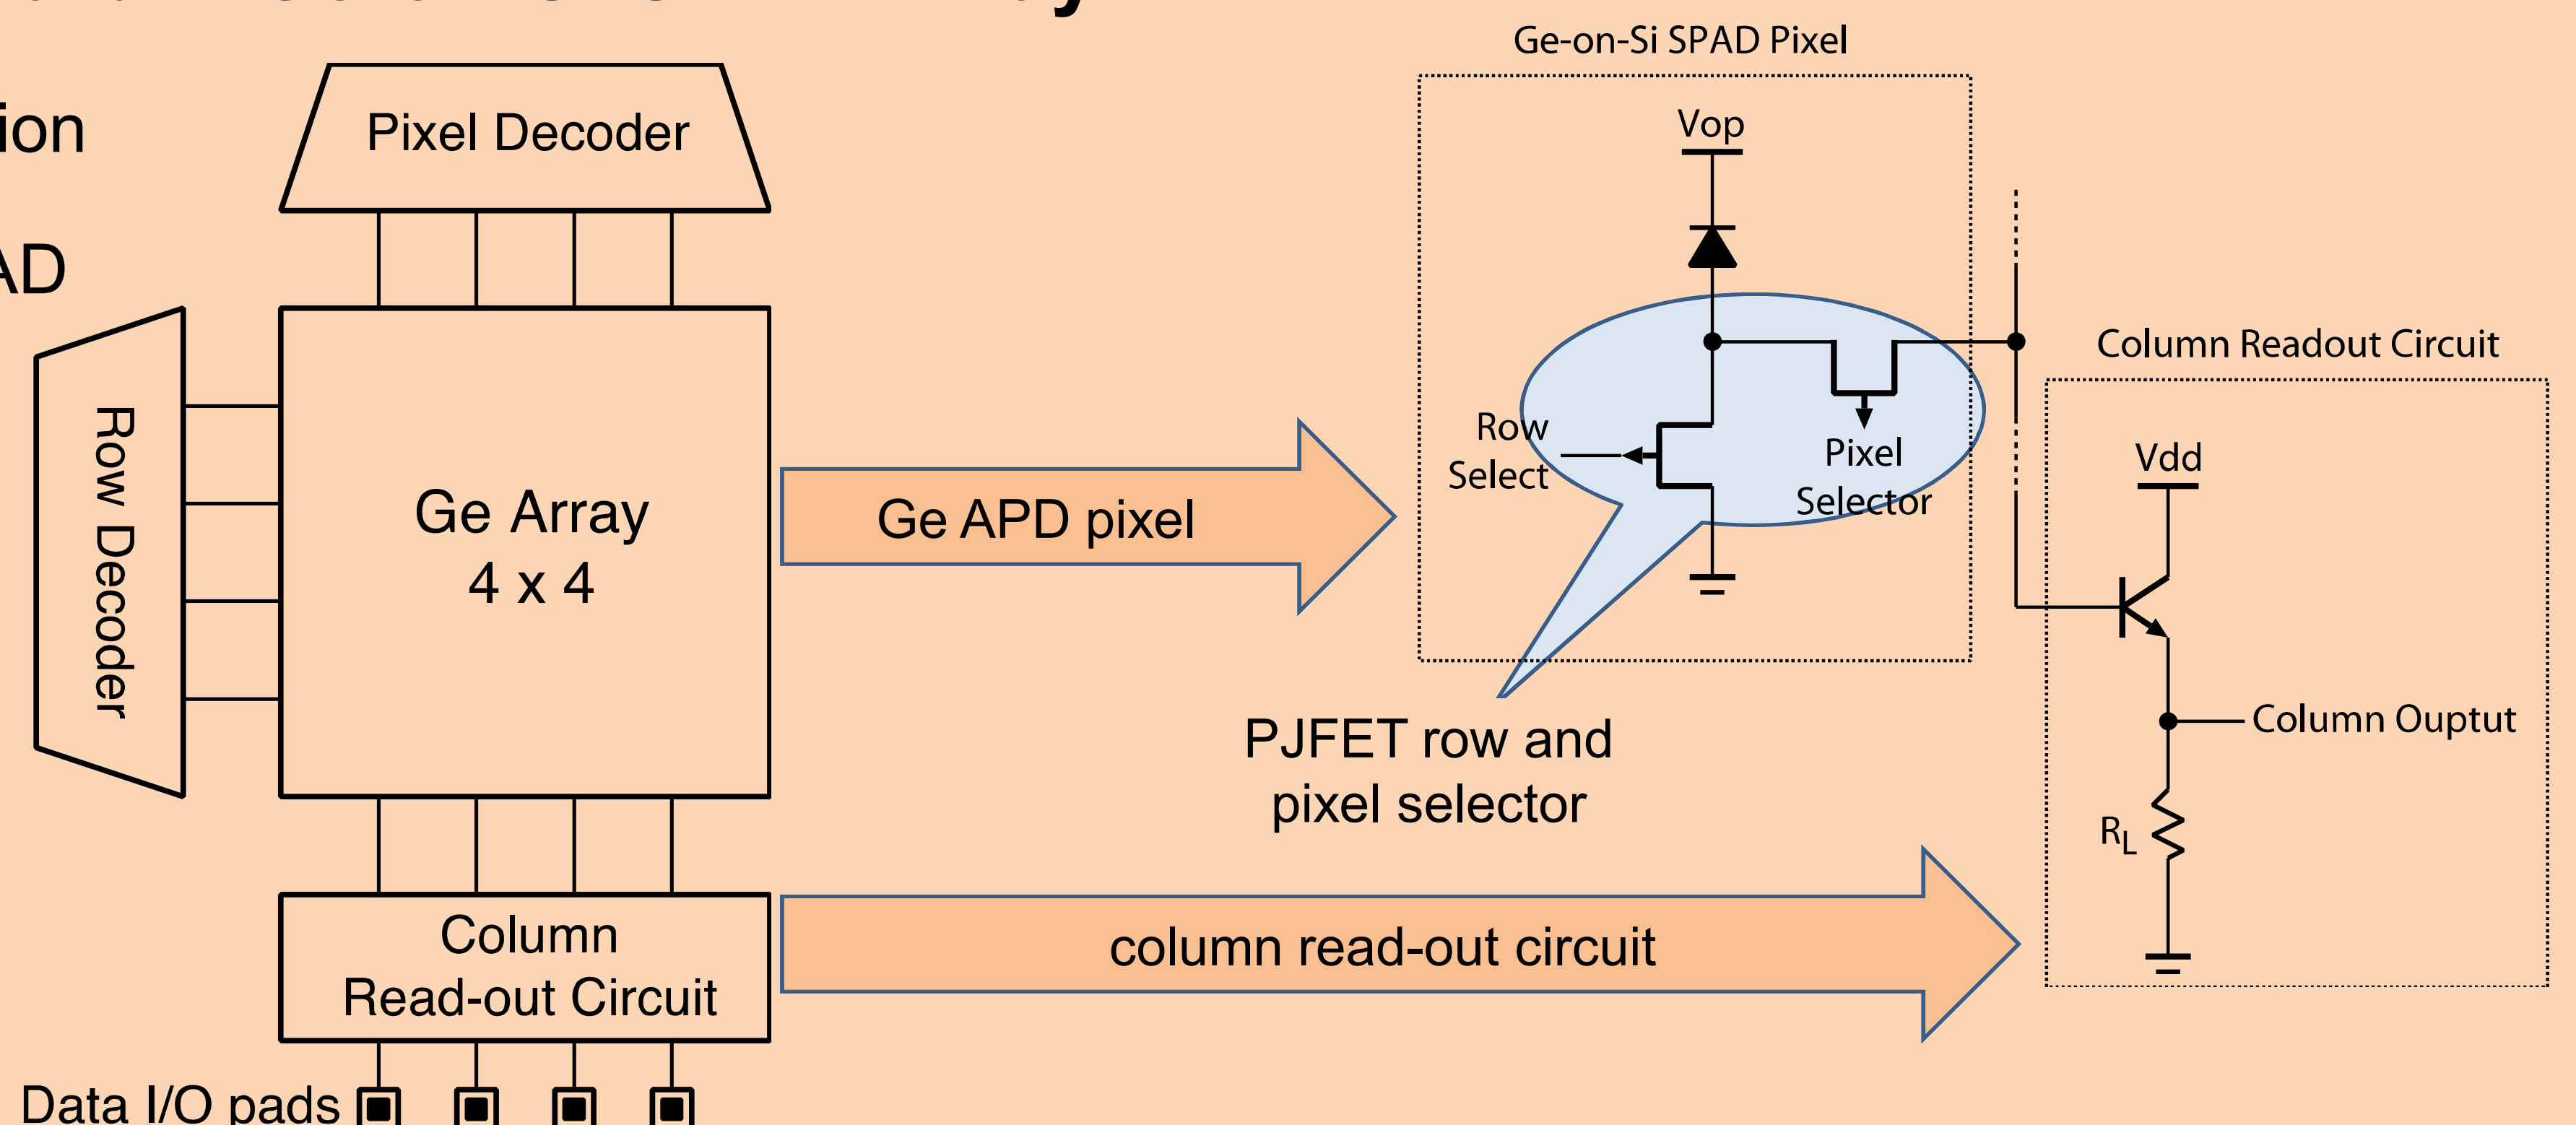 ion
AD
Pixel Decoder
Row Decoder
Ge Array
4 x 4
Column
Read-out Circuit
Data I/O pads
Ge APD pixel
Ge-on-Si SPAD Pixel
Vop
Row
Select
Pixel
Selector
PJFET row and
pixel selector
column read-out circuit
Column Readout Circuit
Vdd
Column Ouptut
RL